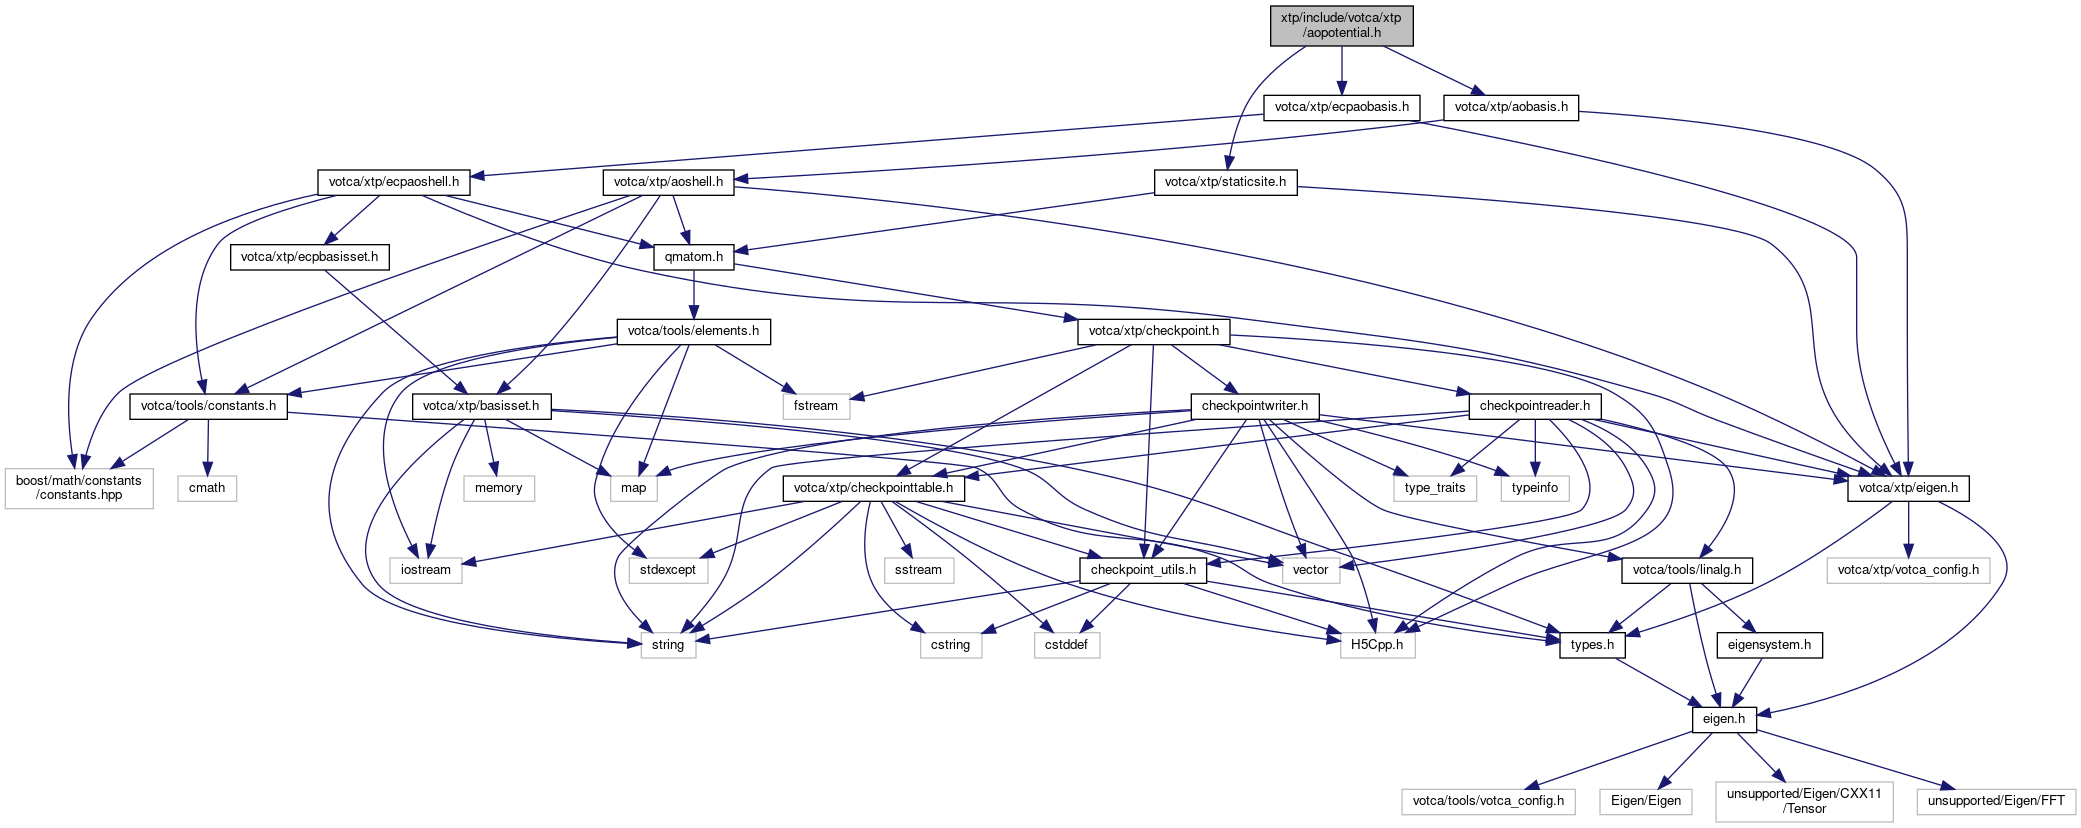 xtp/include/votca/xtp
/aopotential.h
votca/xtp/ecpaobasis.h
votca/xtp/aobasis.h
votca/xtp/ecpaoshell.h
votca/xtp/aoshell.h
votca/xtp/staticsite.h
votca/xtp/ecpbasisset.h
qmatom.h
votca/tools/elements.h
votca/xtp/checkpoint.h
votca/tools/constants.h
votca/xtp/basisset.h
fstream
checkpointwriter.h
checkpointreader.h
boost/math/constants
/constants.hpp
cmath
memory
map
votca/xtp/checkpointtable.h
type_traits
typeinfo
votca/xtp/eigen.h
iostream
stdexcept
sstream
checkpoint_utils.h
vector
votca/tools/linalg.h
votca/xtp/votca_config.h
string
cstring
cstddef
H5Cpp.h
types.h
eigensystem.h
eigen.h
votca/tools/votca_config.h
Eigen/Eigen
unsupported/Eigen/CXX11
/Tensor
unsupported/Eigen/FFT